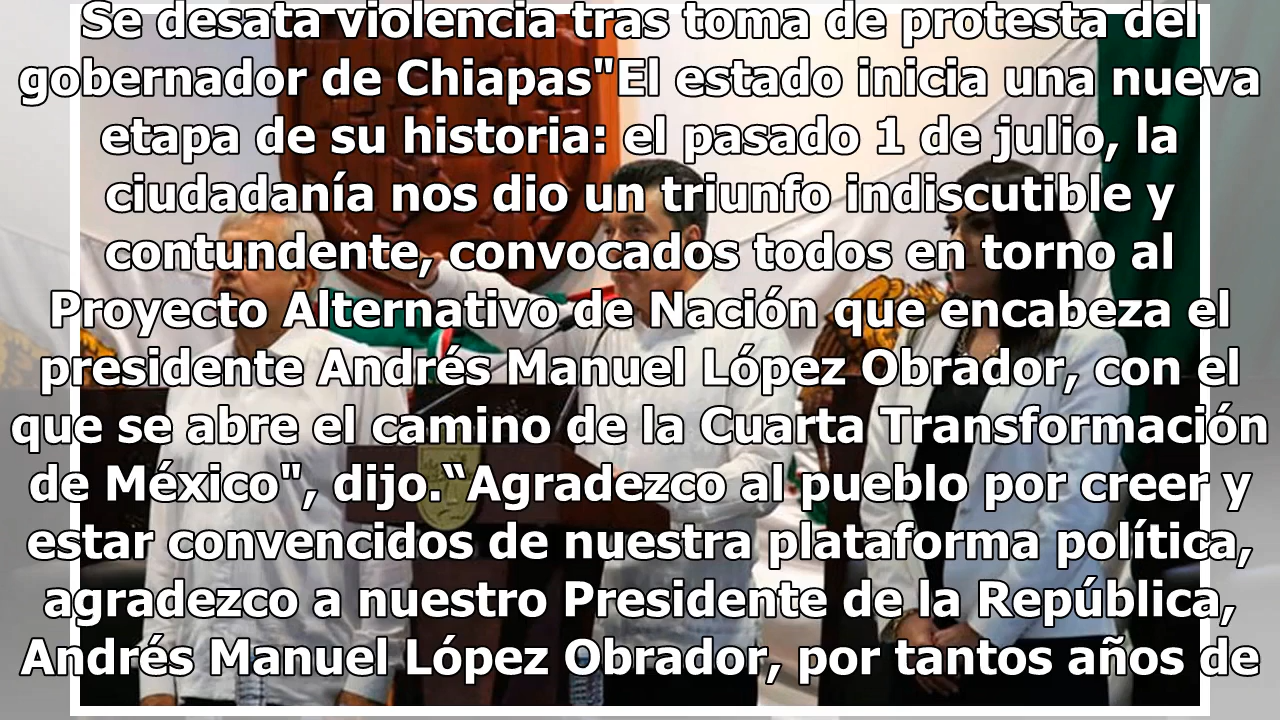 Se desata violencia tras toma de protesta del
gobernador de Chiapas"El estado inicia una nueva
etapa de su historia: el pasado 1 de julio, la
ciudadanía nos dio un triunfo indiscutible y
contundente, convocados todos en torno al
Proyecto Alternativo de Nación que encabeza el
presidente Andrés Manuel López Obrador, con el
que se abre el camino de la Cuarta Transformación
de México", dijo.“Agradezco al pueblo por creer y
estar convencidos de nuestra plataforma política,
agradezco a nuestro Presidente de la República,
Andrés Manuel López Obrador, por tantos años de